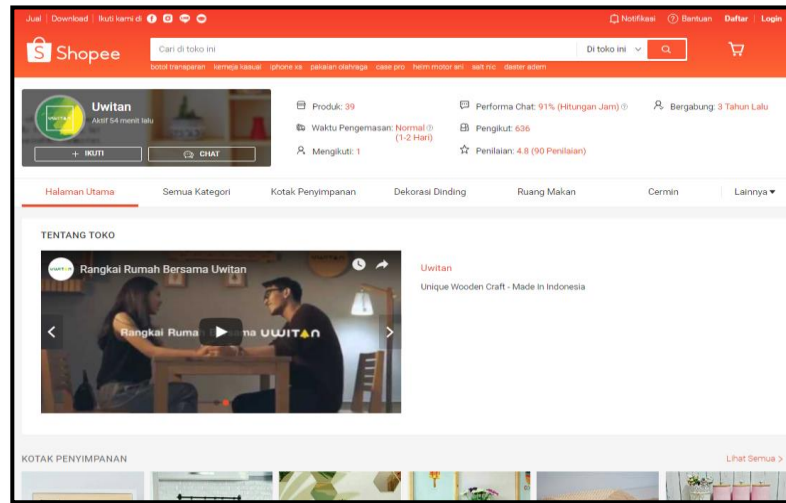 Jual | Download | Ikuti kami di
Notifikasi Bantuan Daftar | Login
Shopee
Cari di toko ini
Di toko ini
botol transparan kemeja kasual iphone xs pakaian olahraga case pro helm motor ani daster adem
Uwitan
Aktif 54 menit lalu
+ IKUTI
CHAT
Produk: 39
Waktu Pengemasan: Normal
(1-2 Hari)
Mengikuti: 1
Performa Chat: 91% (Hitungan Jam)
Pengikut: 636
Penilaian: 4.8 (90 Penilaian)
Bergabung: 3 Tahun Lalu
Halaman Utama Semua Kategori Kotak Penyimpanan Dekorasi Dinding Ruang Makan Cermin Lainnya
TENTANG TOKO
UWITAN
Rangkai Rumah Bersama Uwitan
Rangkai Ruma ma UWITAN
Uwitan
Unique Wooden Craft - Made In Indonesia
KOTAK PENYIMPANAN
Lihat Semua >